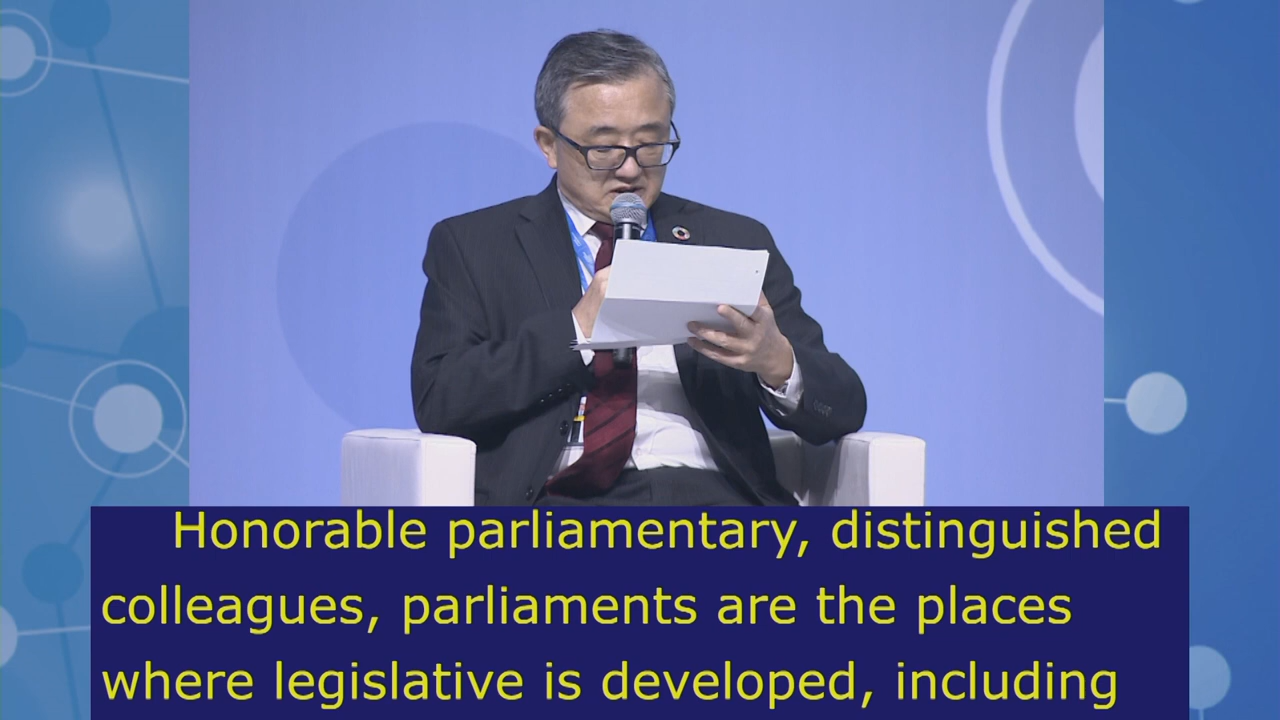 Honorable parliamentary, distinguished
colleagues, parliaments are the places
where legislative is developed, including